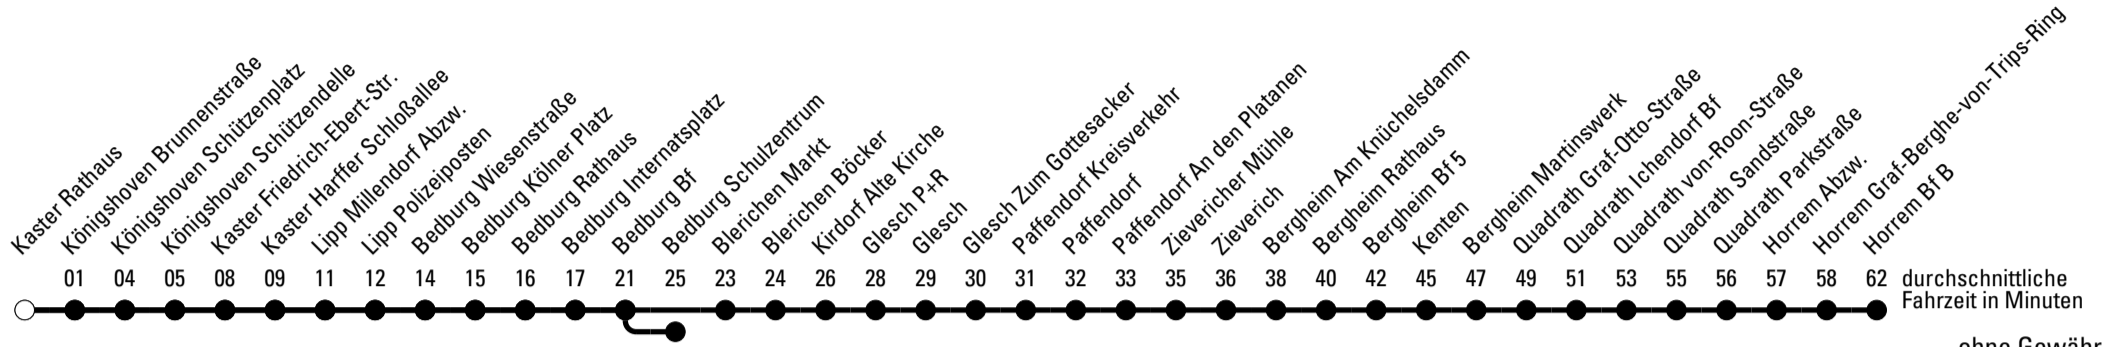 Kaster Rathaus
Königshoven Brunnenstraße
Königshoven Schützenplatz
Königshoven Schützendelle
Kaster Friedrich-Ebert-Str.
Kaster Harffer Schloßallee
Lipp Millendorf Abzw.
Lipp Polizeiposten
Bedburg Wiesenstraße
Bedburg Kölner Platz
Bedburg Rathaus
Bedburg Internatsplatz
Bedburg Bf
Bedburg Schulzentrum
Blerichen Markt
Blerichen Böcker
Kirdorf Alte Kirche
Glesch P+R
Glesch
Glesch Zum Gottesacker
Paffendorf Kreisverkehr
Paffendorf
Paffendorf An den Platanen
Zievericher Mühle
Zieverich
Bergheim Am Knüchelsdamm
Bergheim Rathaus
Bergheim Bf 5
Kenten
Bergheim Martinswerk
Quadrath Graf-Otto-Straße
Quadrath Ichendorf Bf
Quadrath von-Roon-Straße
Quadrath Sandstraße
Quadrath Parkstraße
Horrem Abzw.
Horrem Graf-Berghe-von-Trips-Ring
Horrem Bf B
01 04 05 08 09 11 12 14 15 16 17 21 25 23 24 26 28 29 30 31 32 33 35 36 38 40 42 45 47 49 51 53 55 56 57 58 62 durchschnittliche
Fahrzeit in Minuten
ohne Gewähr